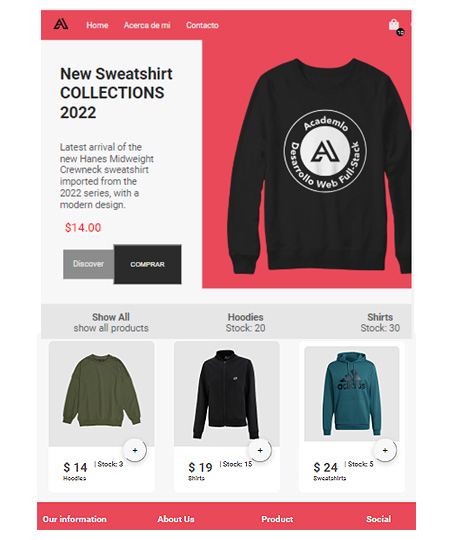 Home Acerca de mi Contacto
New Sweatshirt
COLLECTIONS
2022
Academlo
Desarrollo Web Full-Stack
Latest arrival of the
new Hanes Midweight
Crewneck sweatshirt
imported from the
2022 series, with a
modern design.
$14.00
Discover COMPRAR
Show All Hoodies Shirts
show all products Stock: 20 Stock: 30
adidas
+ + +
$ 14 | Stock: 3 $ 19 | Stock: 15 $ 24 | Stock: 5
Hoodies Shirts Sweatshirts
Our information About Us Product Social